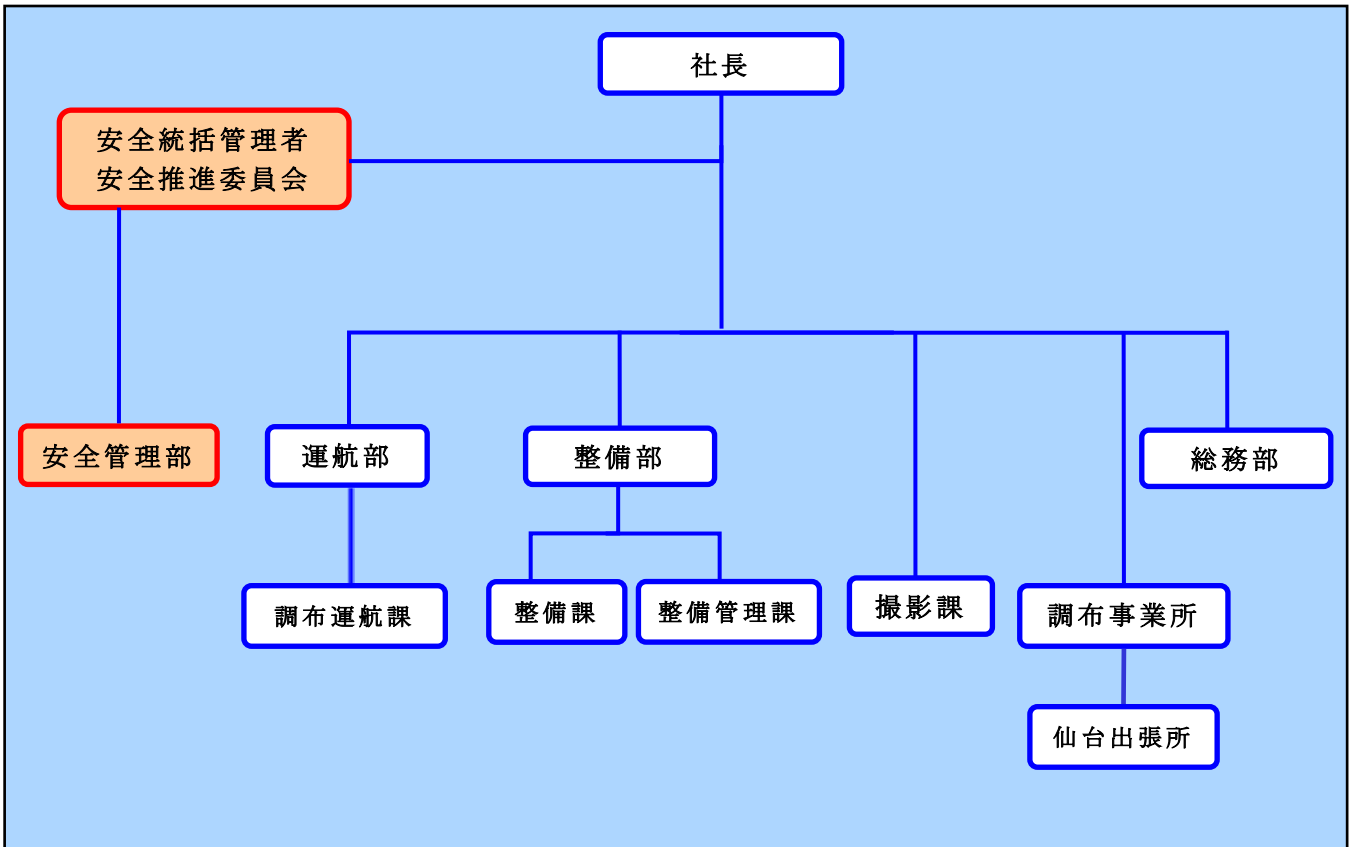 社長
安全統括管理者
安全推進委員会
安全管理部
運航部
整備部
総務部
調布運航課
整備課
整備管理課
撮影課
調布事業所
仙台出張所